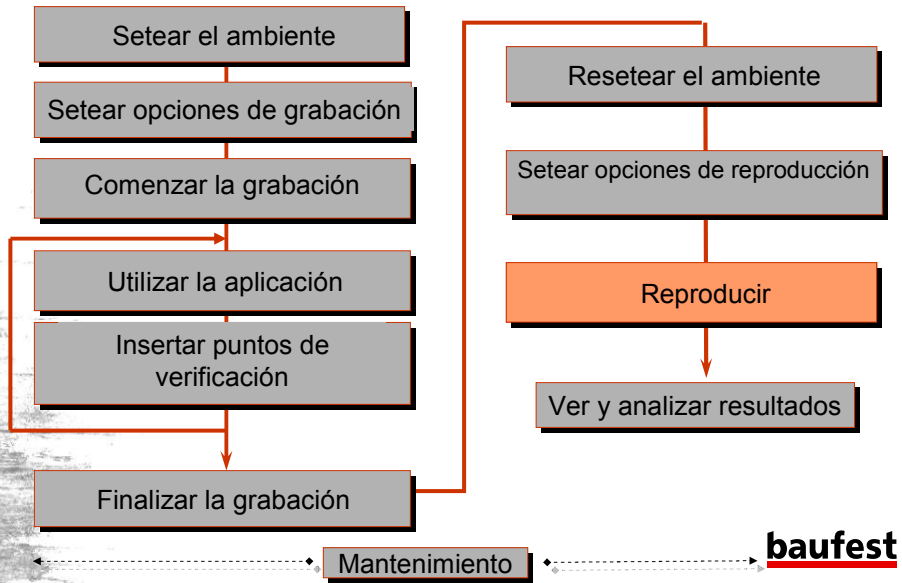 Setear el ambiente
Setear opciones de grabación
Comenzar la grabación
Utilizar la aplicación
Insertar puntos de
verificación
Finalizar la grabación
Resetear el ambiente
Setear opciones de reproducción
Reproducir
Ver y analizar resultados
Mantenimiento
baufest